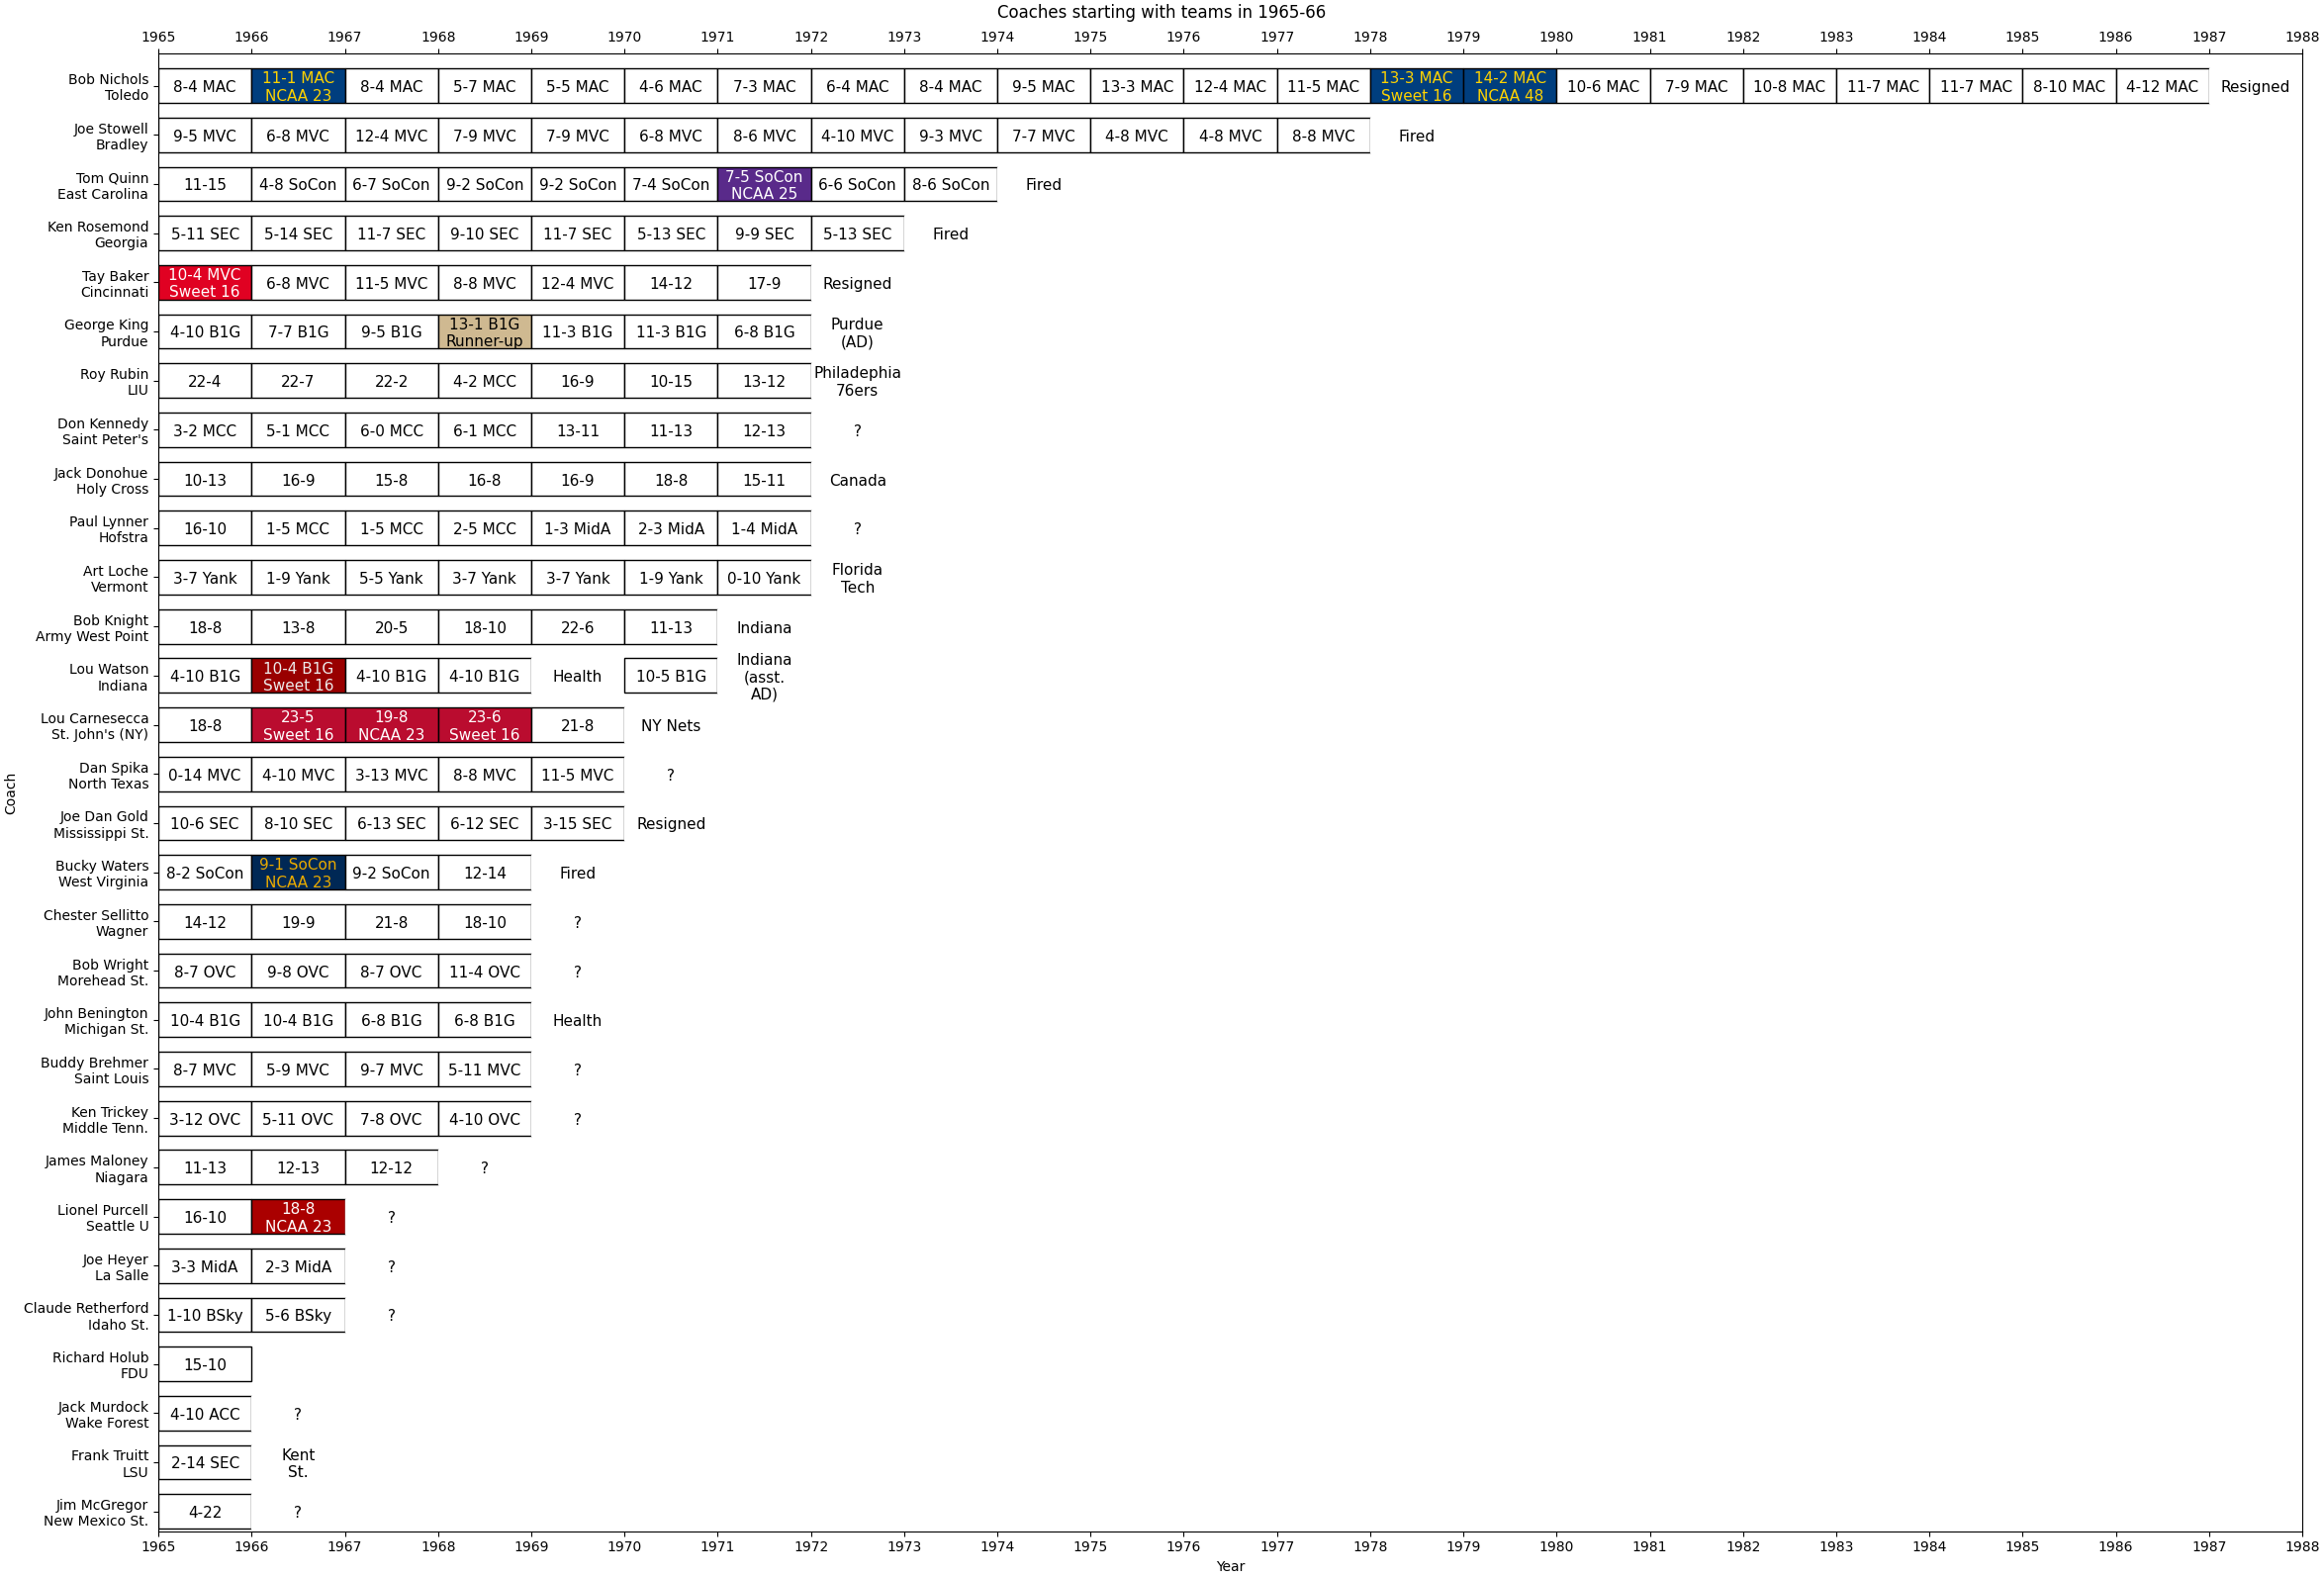 Coaches starting with teams in 1965-66
1965 1966 1967 1968 1969 1970 1971 1972 1973 1974 1975 1976 1977 1978 1979 1980 1981 1982 1983 1984 1985 1986 1987 1988
Bob Nichols
Toledo
8-4 MAC
11-1 MAC
NCAA 23
8-4 MAC 5-7 MAC 5-5 MAC 4-6 MAC 7-3 MAC 6-4 MAC 8-4 MAC 9-5 MAC 13-3 MAC 12-4 MAC 11-5 MAC
13-3 MAC
Sweet 16
14-2 MAC
NCAA 48
10-6 MAC 7-9 MAC 10-8 MAC 11-7 MAC 11-7 MAC 8-10 MAC 4-12 MAC Resigned
Joe Stowell
Bradley
9-5 MVC 6-8 MVC 12-4 MVC 7-9 MVC 7-9 MVC 6-8 MVC 8-6 MVC 4-10 MVC 9-3 MVC 7-7 MVC 4-8 MVC 4-8 MVC 8-8 MVC Fired
Tom Quinn
East Carolina
11-15 4-8 SoCon 6-7 SoCon 9-2 SoCon 9-2 SoCon 7-4 SoCon
7-5 SoCon
NCAA 25
6-6 SoCon 8-6 SoCon Fired
Ken Rosemond
Georgia
5-11 SEC 5-14 SEC 11-7 SEC 9-10 SEC 11-7 SEC 5-13 SEC 9-9 SEC 5-13 SEC Fired
Tay Baker
Cincinnati
10-4 MVC
Sweet 16
6-8 MVC 11-5 MVC 8-8 MVC 12-4 MVC 14-12 17-9 Resigned
George King
Purdue
4-10 B1G 7-7 B1G 9-5 B1G
13-1 B1G
Runner-up
11-3 B1G 11-3 B1G 6-8 B1G
Purdue
(AD)
Roy Rubin
LIU
22-4 22-7 22-2 4-2 MCC 16-9 10-15 13-12
Philadephia
76ers
Don Kennedy
Saint Peter's
3-2 MCC 5-1 MCC 6-0 MCC 6-1 MCC 13-11 11-13 12-13 ?
Jack Donohue
Holy Cross
10-13 16-9 15-8 16-8 16-9 18-8 15-11 Canada
Paul Lynner
Hofstra
16-10 1-5 MCC 1-5 MCC 2-5 MCC 1-3 MidA 2-3 MidA 1-4 MidA ?
Art Loche
Vermont
3-7 Yank 1-9 Yank 5-5 Yank 3-7 Yank 3-7 Yank 1-9 Yank 0-10 Yank
Florida
Tech
Bob Knight
Army West Point
18-8 13-8 20-5 18-10 22-6 11-13 Indiana
Lou Watson
Indiana
4-10 B1G
10-4 B1G
Sweet 16
4-10 B1G 4-10 B1G Health 10-5 B1G
Indiana
(asst.
AD)
Lou Carnesecca
St. John's (NY)
18-8
23-5
Sweet 16
19-8
NCAA 23
23-6
Sweet 16
21-8 NY Nets
Dan Spika
North Texas
0-14 MVC 4-10 MVC 3-13 MVC 8-8 MVC 11-5 MVC ?
Joe Dan Gold
Mississippi St.
10-6 SEC 8-10 SEC 6-13 SEC 6-12 SEC 3-15 SEC Resigned
Bucky Waters
West Virginia
8-2 SoCon
9-1 SoCon
NCAA 23
9-2 SoCon 12-14 Fired
Chester Sellitto
Wagner
14-12 19-9 21-8 18-10 ?
Bob Wright
Morehead St.
8-7 OVC 9-8 OVC 8-7 OVC 11-4 OVC ?
John Benington
Michigan St.
10-4 B1G 10-4 B1G 6-8 B1G 6-8 B1G Health
Buddy Brehmer
Saint Louis
8-7 MVC 5-9 MVC 9-7 MVC 5-11 MVC ?
Ken Trickey
Middle Tenn.
3-12 OVC 5-11 OVC 7-8 OVC 4-10 OVC ?
James Maloney
Niagara
11-13 12-13 12-12 ?
Lionel Purcell
Seattle U
16-10
18-8
NCAA 23
?
Joe Heyer
La Salle
3-3 MidA 2-3 MidA ?
Claude Retherford
Idaho St.
1-10 BSky 5-6 BSky ?
Richard Holub
FDU
15-10
Jack Murdock
Wake Forest
4-10 ACC ?
Frank Truitt
LSU
2-14 SEC
Kent
St.
Jim McGregor
New Mexico St.
4-22 ?
1965 1966 1967 1968 1969 1970 1971 1972 1973 1974 1975 1976 1977 1978 1979 1980 1981 1982 1983 1984 1985 1986 1987 1988
Year
Coach